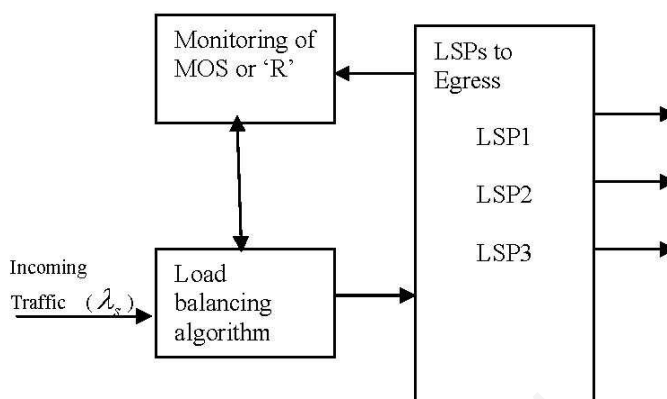 Monitoring of
MOS or ‘R’
LSPs to
Egress
LSP1
LSP2
LSP3
Incoming
Traffic (λs)
Load
balancing
algorithm